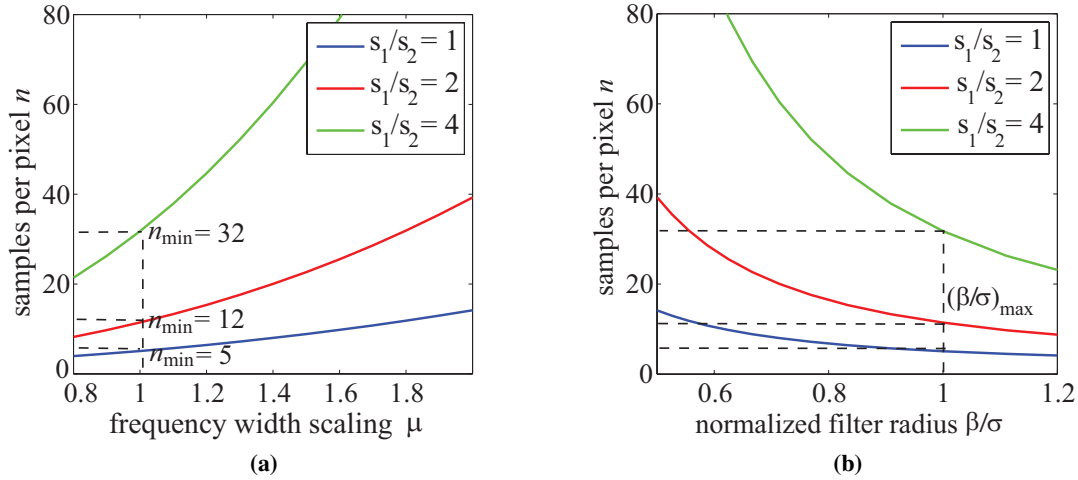 samples per pixel n
80
60
40
20
0
0.8
1
1.2
1.4
1.6
1.8
frequency width scaling μ
s1/s2 = 1
s1/s2 = 2
s1/s2 = 4
nmin = 32
nmin = 12
nmin = 5
(a)
samples per pixel n
80
60
40
20
0
0.6
0.8
1
1.2
normalized filter radius β/σ
s1/s2 = 1
s1/s2 = 2
s1/s2 = 4
(β/σ)max
(b)